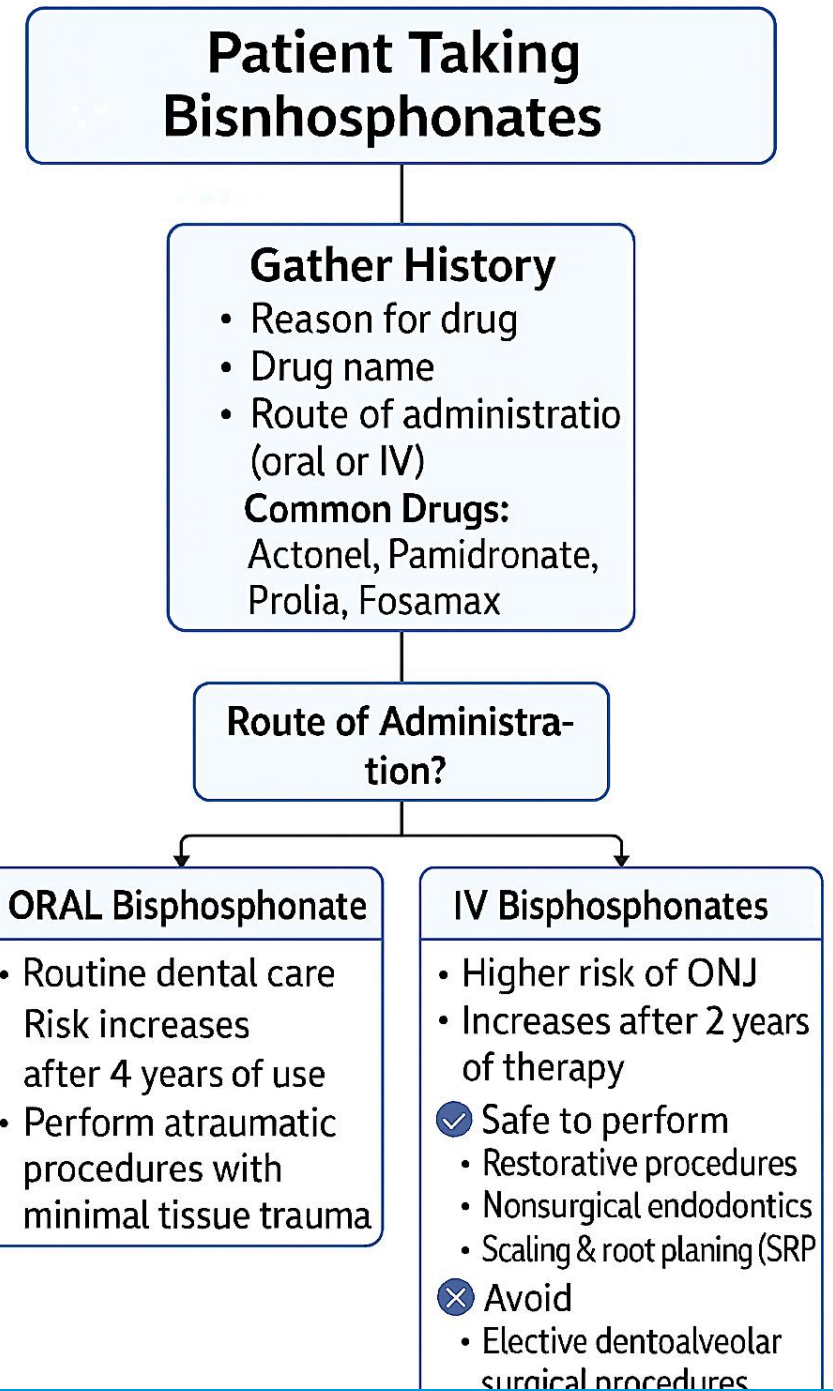 Patient Taking
Bisnhosphonates
Gather History
• Reason for drug
• Drug name
• Route of administratio
(oral or IV)
Common Drugs:
Actonel, Pamidronate,
Prolia, Fosamax
Route of Administra-
tion?
ORAL Bisphosphonate
• Routine dental care
Risk increases
after 4 years of use
• Perform atraumatic
procedures with
minimal tissue trauma
IV Bisphosphonates
• Higher risk of ONJ
• Increases after 2 years
of therapy
Safe to perform
• Restorative procedures
• Nonsurgical endodontics
• Scaling & root planing (SRP
Avoid
• Elective dentoalveolar
surgical procedures